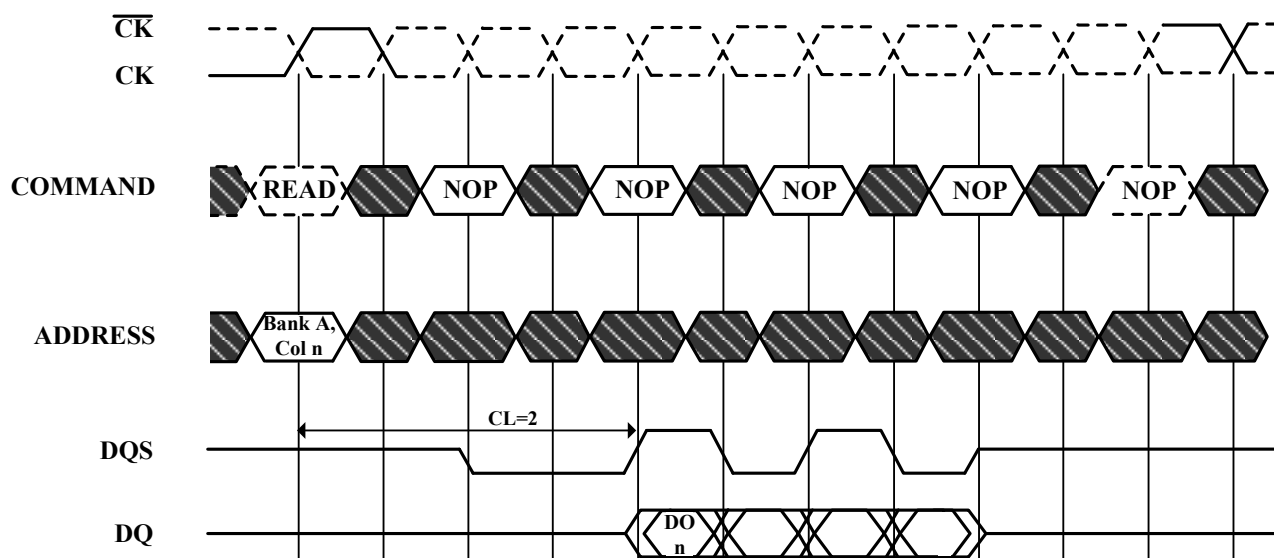 CK
CK
COMMAND
READ NOP NOP NOP NOP NOP
ADDRESS
Bank A,
Col n
CL=2
DQS
DQ
DO
n